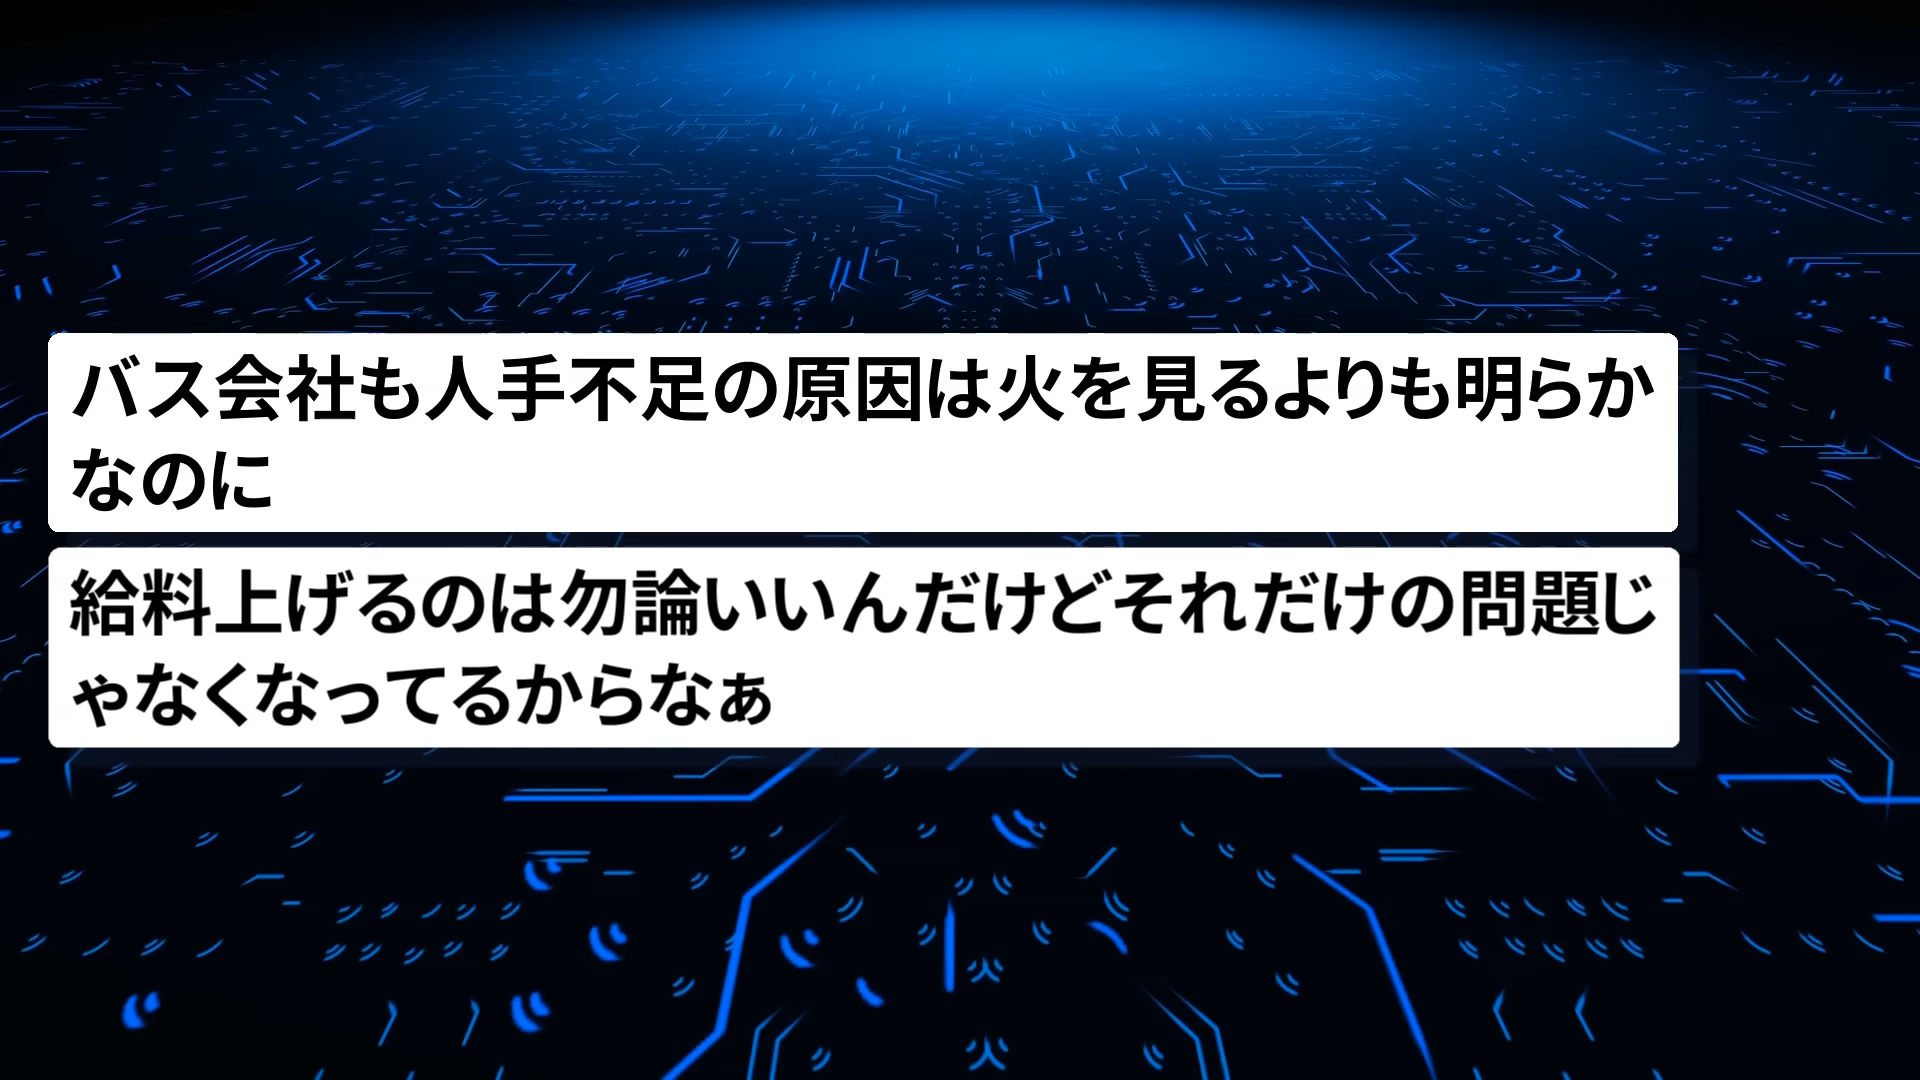 バス会社も人手不足の原因は火を見るよりも明らか
なのに
給料上げるのは勿論いいんだけどそれだけの問題じ
ゃなくなってるからなぁ